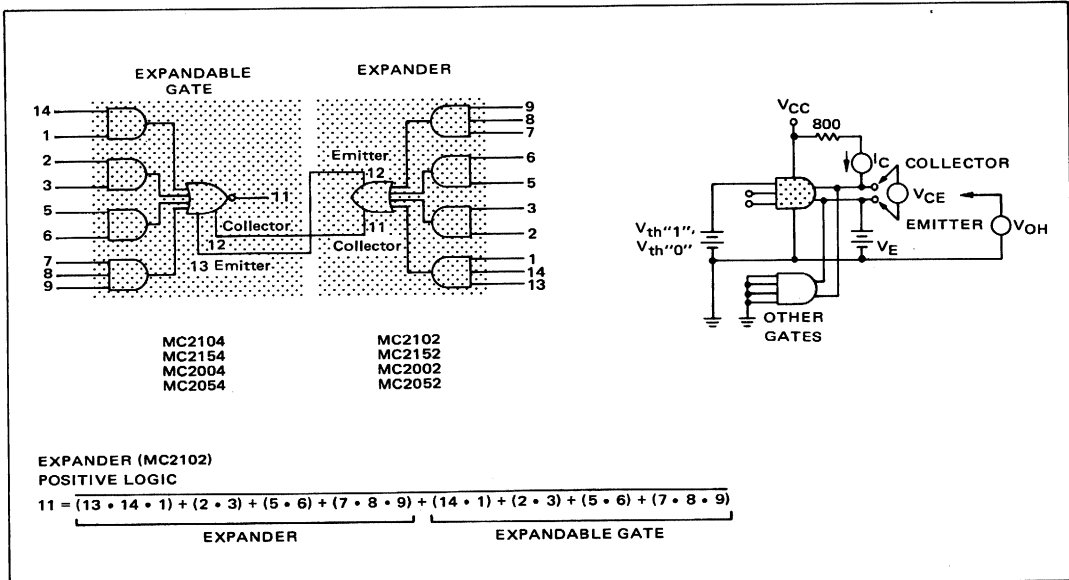 EXPANDABLE
GATE
EXPANDER
14
1
2
3
5
6
7
8
9
11
12
13 Emitter
Collector
Emitter
12
11
Collector
9
8
7
6
5
3
2
1
14
13
MC2104
MC2154
MC2004
MC2054
MC2102
MC2152
MC2002
MC2052
VCC
800
IC
COLLECTOR
VCE
EMITTER
VOH
Vth"1",
Vth"0"
VE
OTHER
GATES
EXPANDER (MC2102)
POSITIVE LOGIC
11 = (13 • 14 • 1) + (2 • 3) + (5 • 6) + (7 • 8 • 9) + (14 • 1) + (2 • 3) + (5 • 6) + (7 • 8 • 9)
EXPANDER
EXPANDABLE GATE